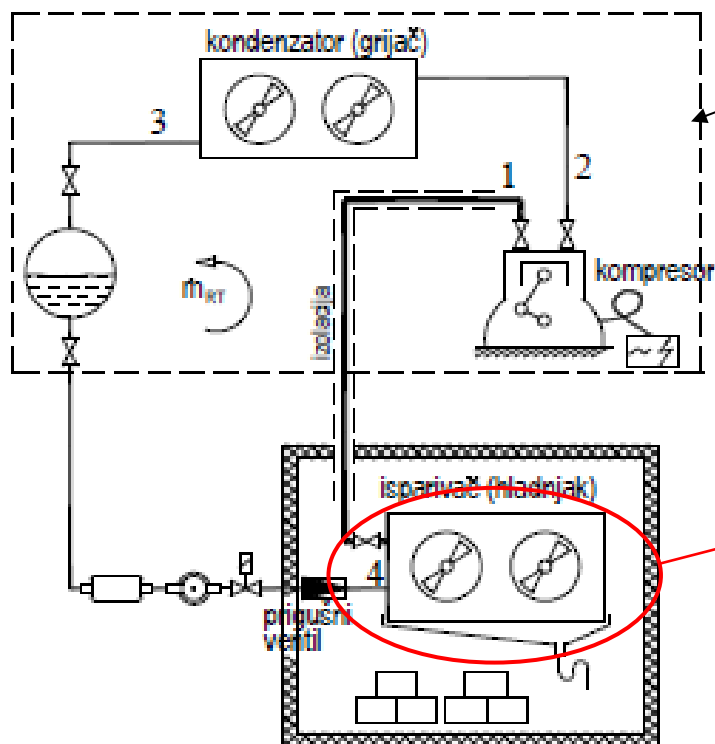 kondenzator (grijač)
3
1
2
ṁRT
kompresor
izolacija
isparivač (hladnjak)
4
prigušni
ventil